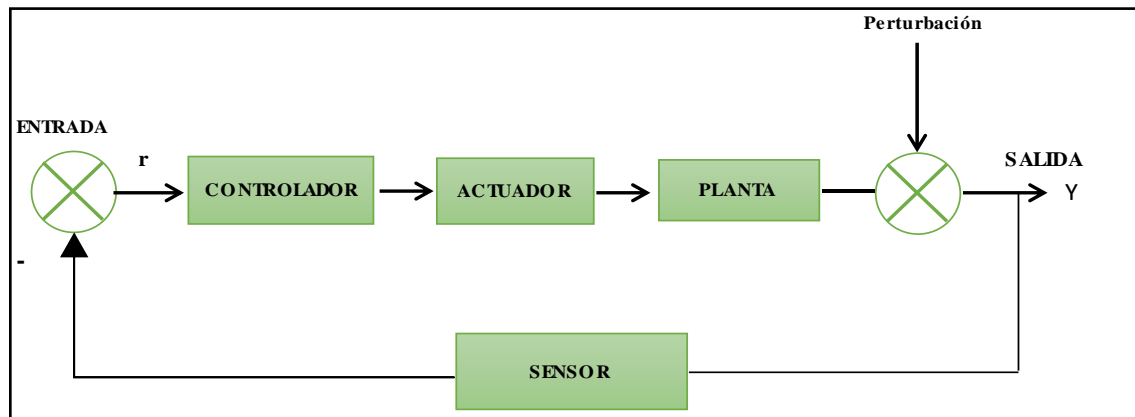 Perturbación
ENTRADA
r
CONTROLADOR
ACTUADOR
PLANTA
SALIDA
Y
-
SENSOR